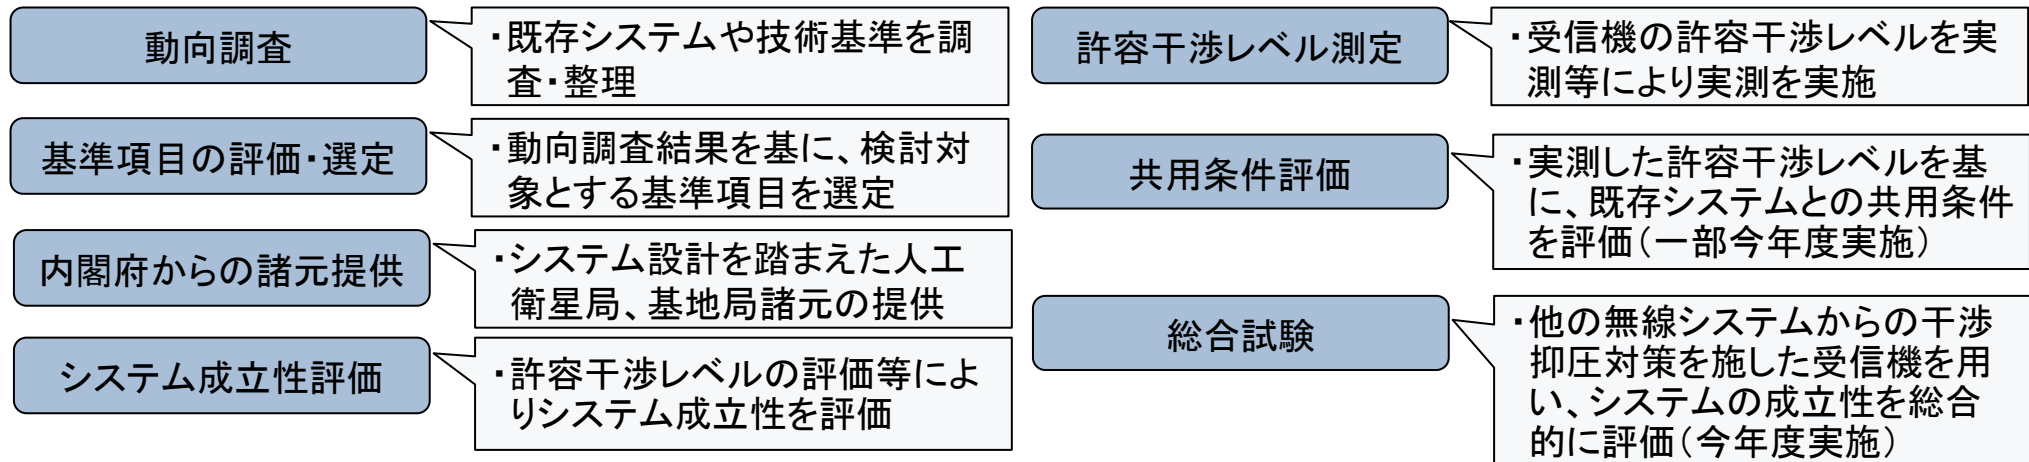 動向調査
・既存システムや技術基準を調
査・整理
基準項目の評価・選定
・動向調査結果を基に、検討対
象とする基準項目を選定
内閣府からの諸元提供
・システム設計を踏まえた人工
衛星局、基地局諸元の提供
システム成立性評価
・許容干渉レベルの評価等によ
りシステム成立性を評価
許容干渉レベル測定
・受信機の許容干渉レベルを実
測等により実測を実施
共用条件評価
・実測した許容干渉レベルを基
に、既存システムとの共用条件
を評価（一部今年度実施）
総合試験
・他の無線システムからの干渉
抑圧対策を施した受信機を用
い、システムの成立性を総合
的に評価（今年度実施）